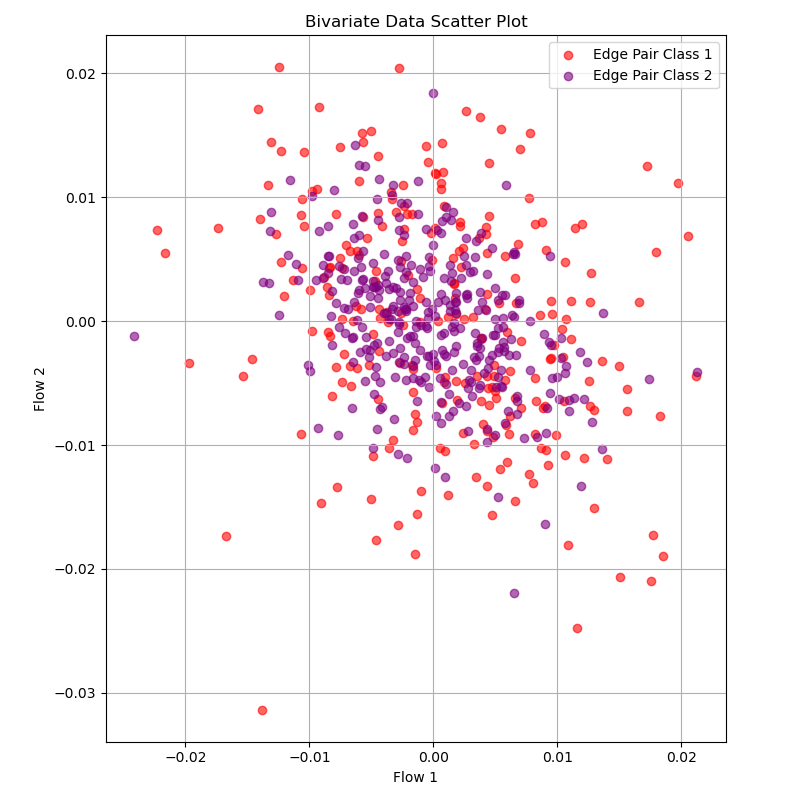 Bivariate Data Scatter Plot
Edge Pair Class 1
Edge Pair Class 2
0.02
0.01
0.00
−0.01
−0.02
−0.03
Flow 2
−0.02
−0.01
0.00
0.01
0.02
Flow 1